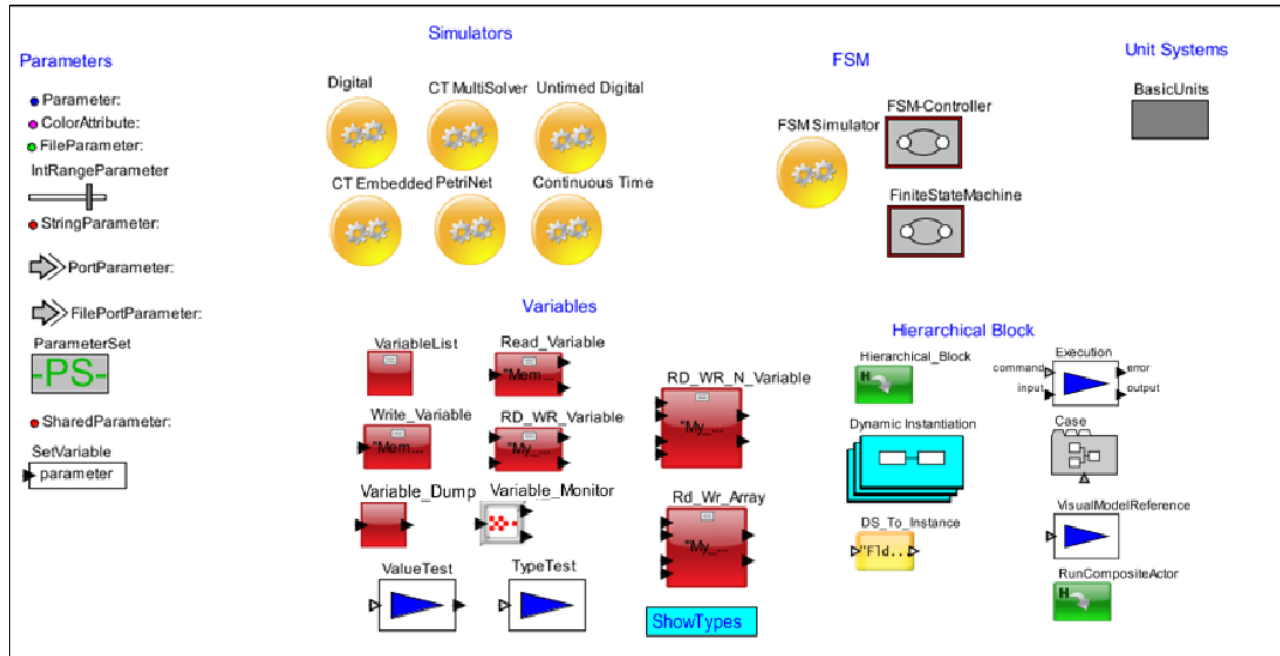 Parameters
Parameter:
ColorAttribute:
FileParameter:
IntRangeParameter
StringParameter:
PortParameter:
FilePortParameter:
ParameterSet
-PS-
SharedParameter:
SetVariable
parameter
Simulators
Digital
CT MultiSolver
Untimed Digital
CT Embedded
PetriNet
Continuous Time
FSM
FSM Simulator
FSM-Controller
FiniteStateMachine
Unit Systems
BasicUnits
Variables
VariableList
Read_Variable
"Mem...
Write_Variable
"Mem...
RD_WR_Variable
"My_...
RD_WR_N_Variable
"My_...
Variable_Dump
Variable_Monitor
Rd_Wr_Array
"My_...
ValueTest
TypeTest
ShowTypes
Hierarchical Block
Hierarchical_Block
H
Execution
command
input
error
output
Dynamic Instantiation
Case
DS_To_Instance
"Fld...
VisualModelReference
RunCompositeActor
H